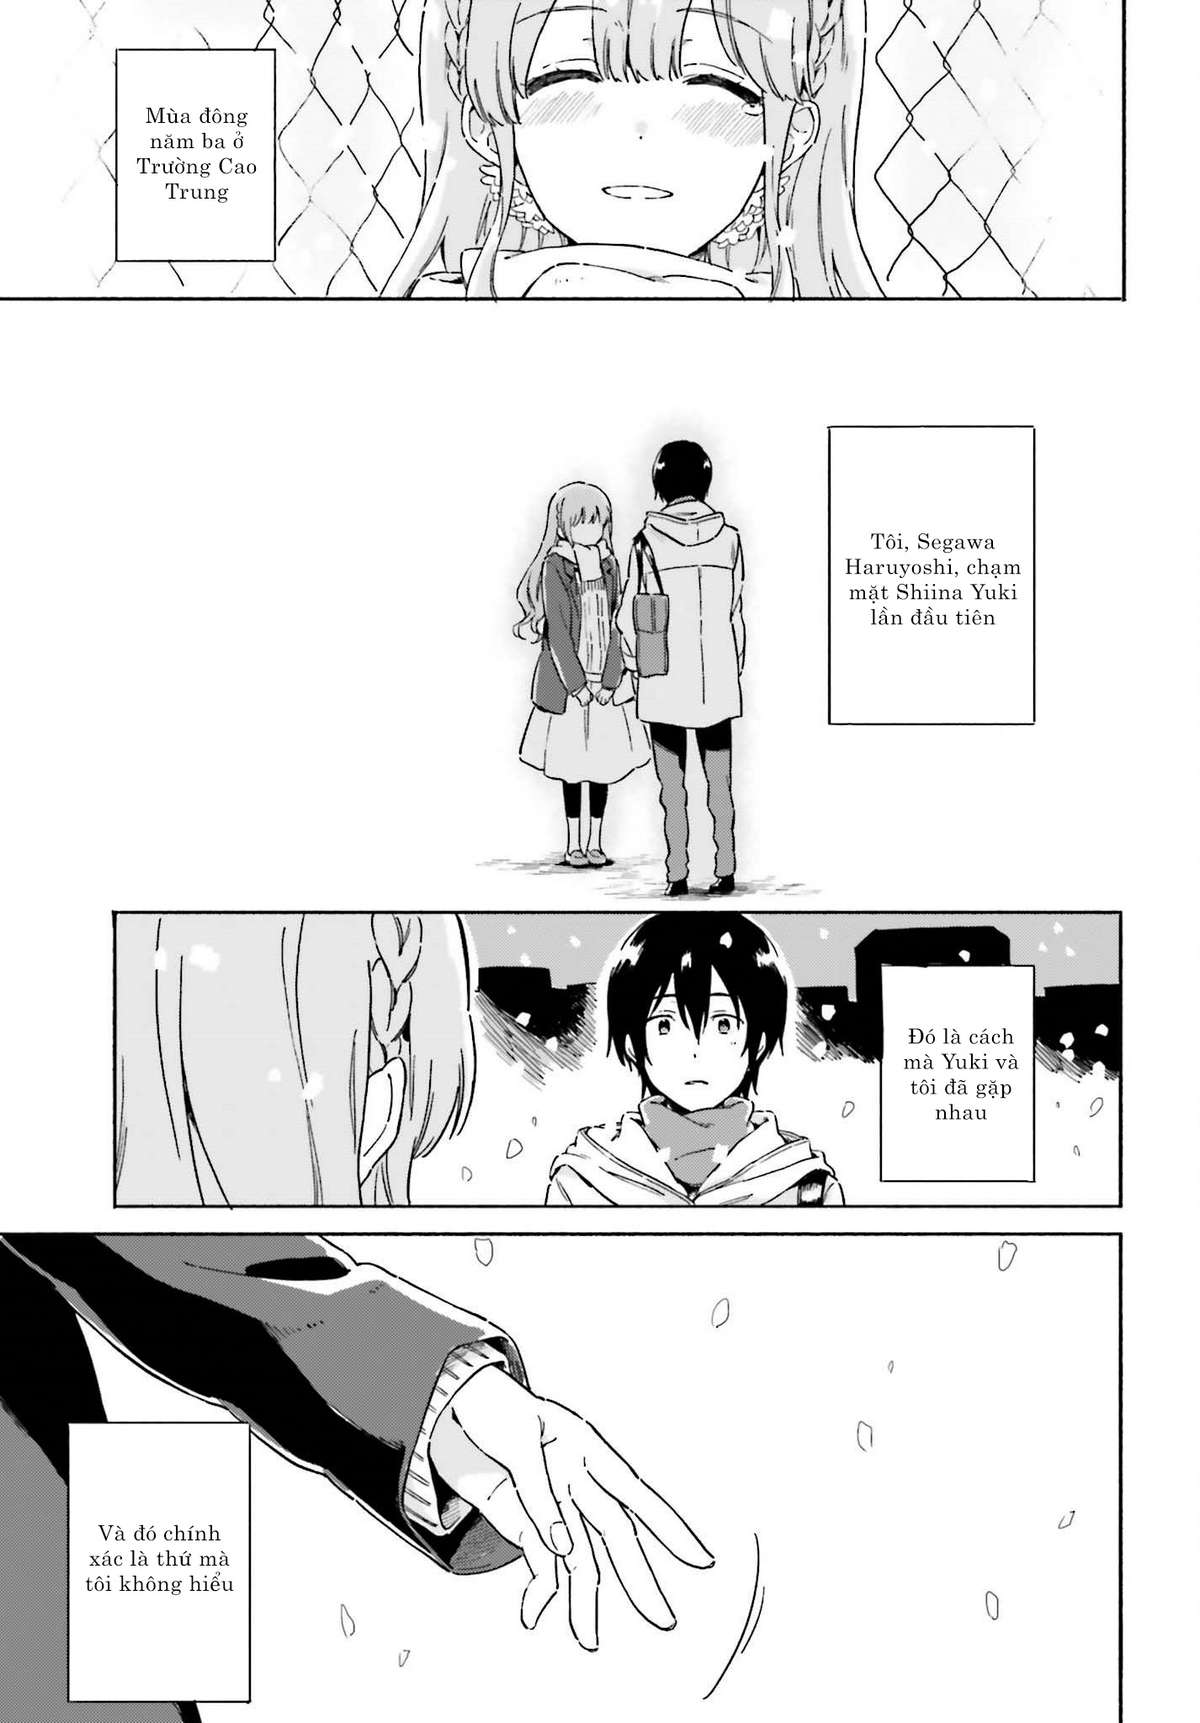 Mùa đông
năm ba ở
Trường Cao
Trung
Tôi, Segawa
Haruyoshi, chạm
mặt Shiina Yuki
lần đầu tiên
Đó là cách
mà Yuki và
tôi đã gặp
nhau
Và đó chính
xác là thứ mà
tôi không hiểu